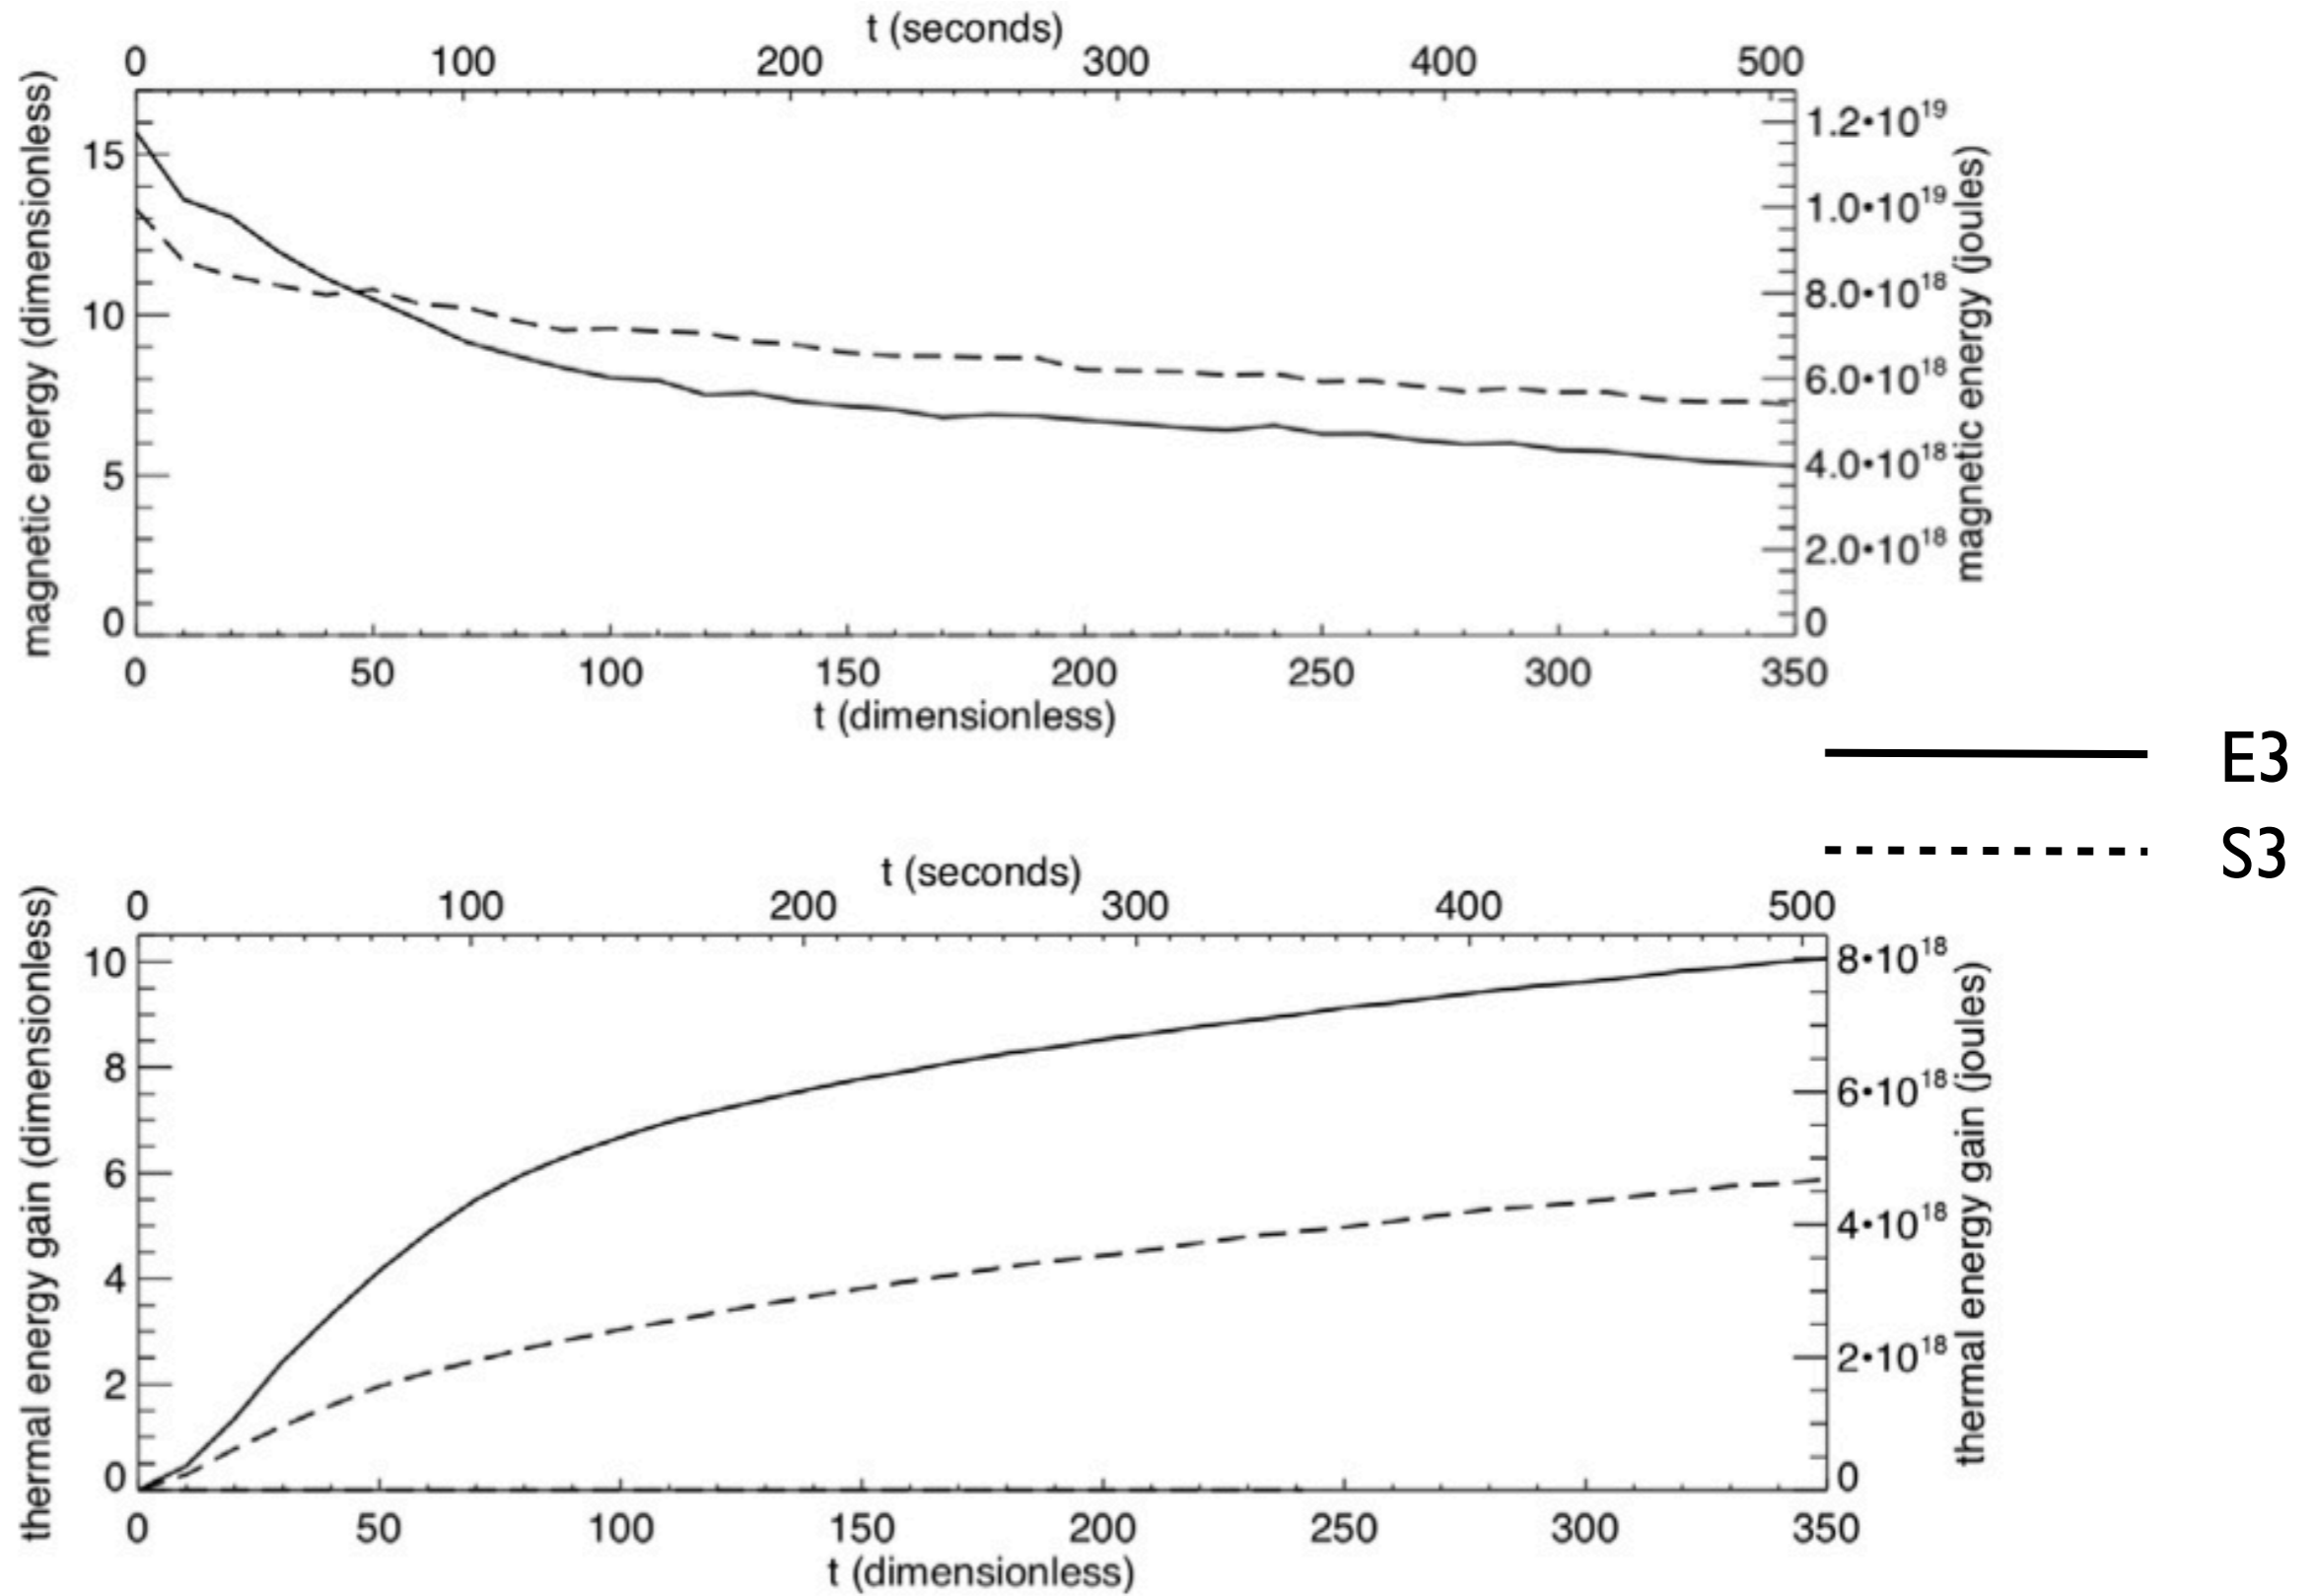 t (seconds)
0 100 200 300 400 500
magnetic energy (dimensionless)
15
10
5
0
1.2•10¹⁹
1.0•10¹⁹
8.0•10¹⁸
6.0•10¹⁸
4.0•10¹⁸
2.0•10¹⁸
0
magnetic energy (joules)
0 50 100 150 200 250 300 350
t (dimensionless)
E3
S3
t (seconds)
0 100 200 300 400 500
thermal energy gain (dimensionless)
10
8
6
4
2
0
8•10¹⁸
6•10¹⁸
4•10¹⁸
2•10¹⁸
0
thermal energy gain (joules)
0 50 100 150 200 250 300 350
t (dimensionless)